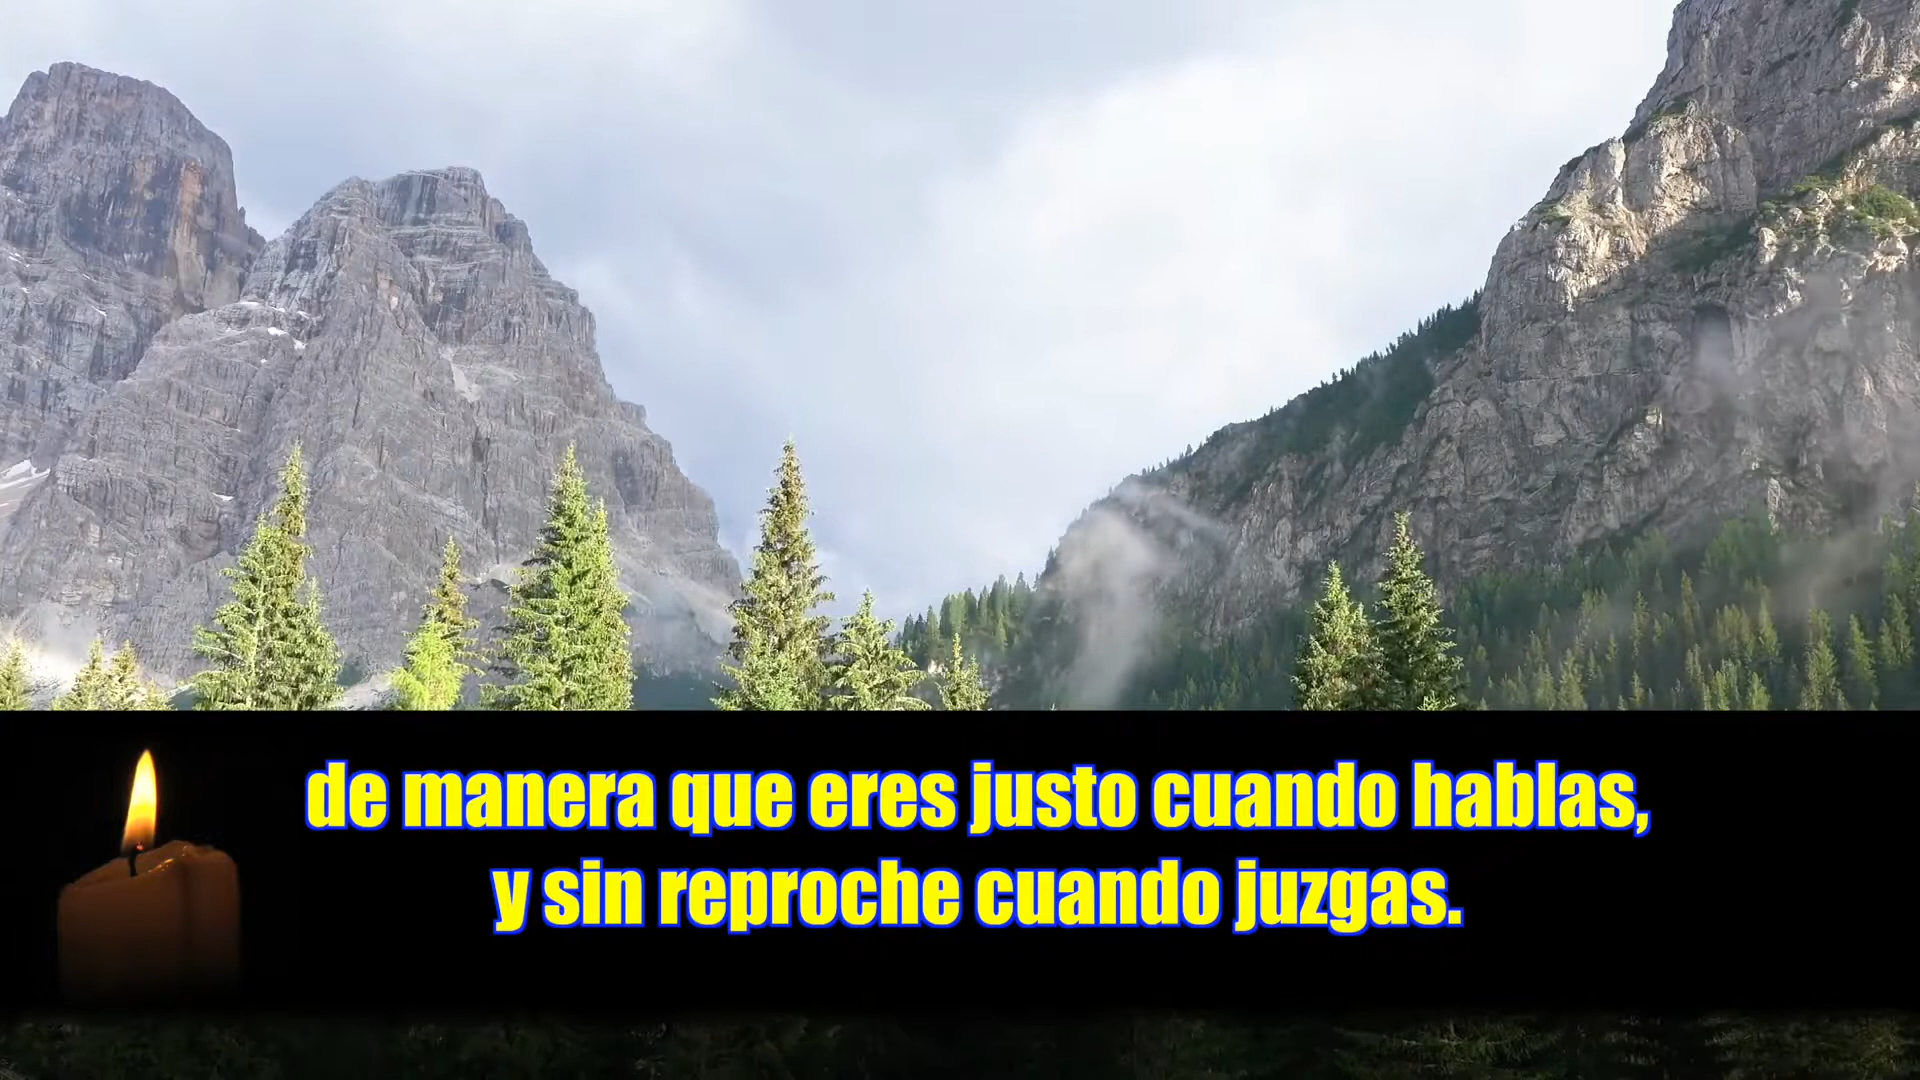 de manera que eres justo cuando hablas,
y sin reproche cuando juzgas.